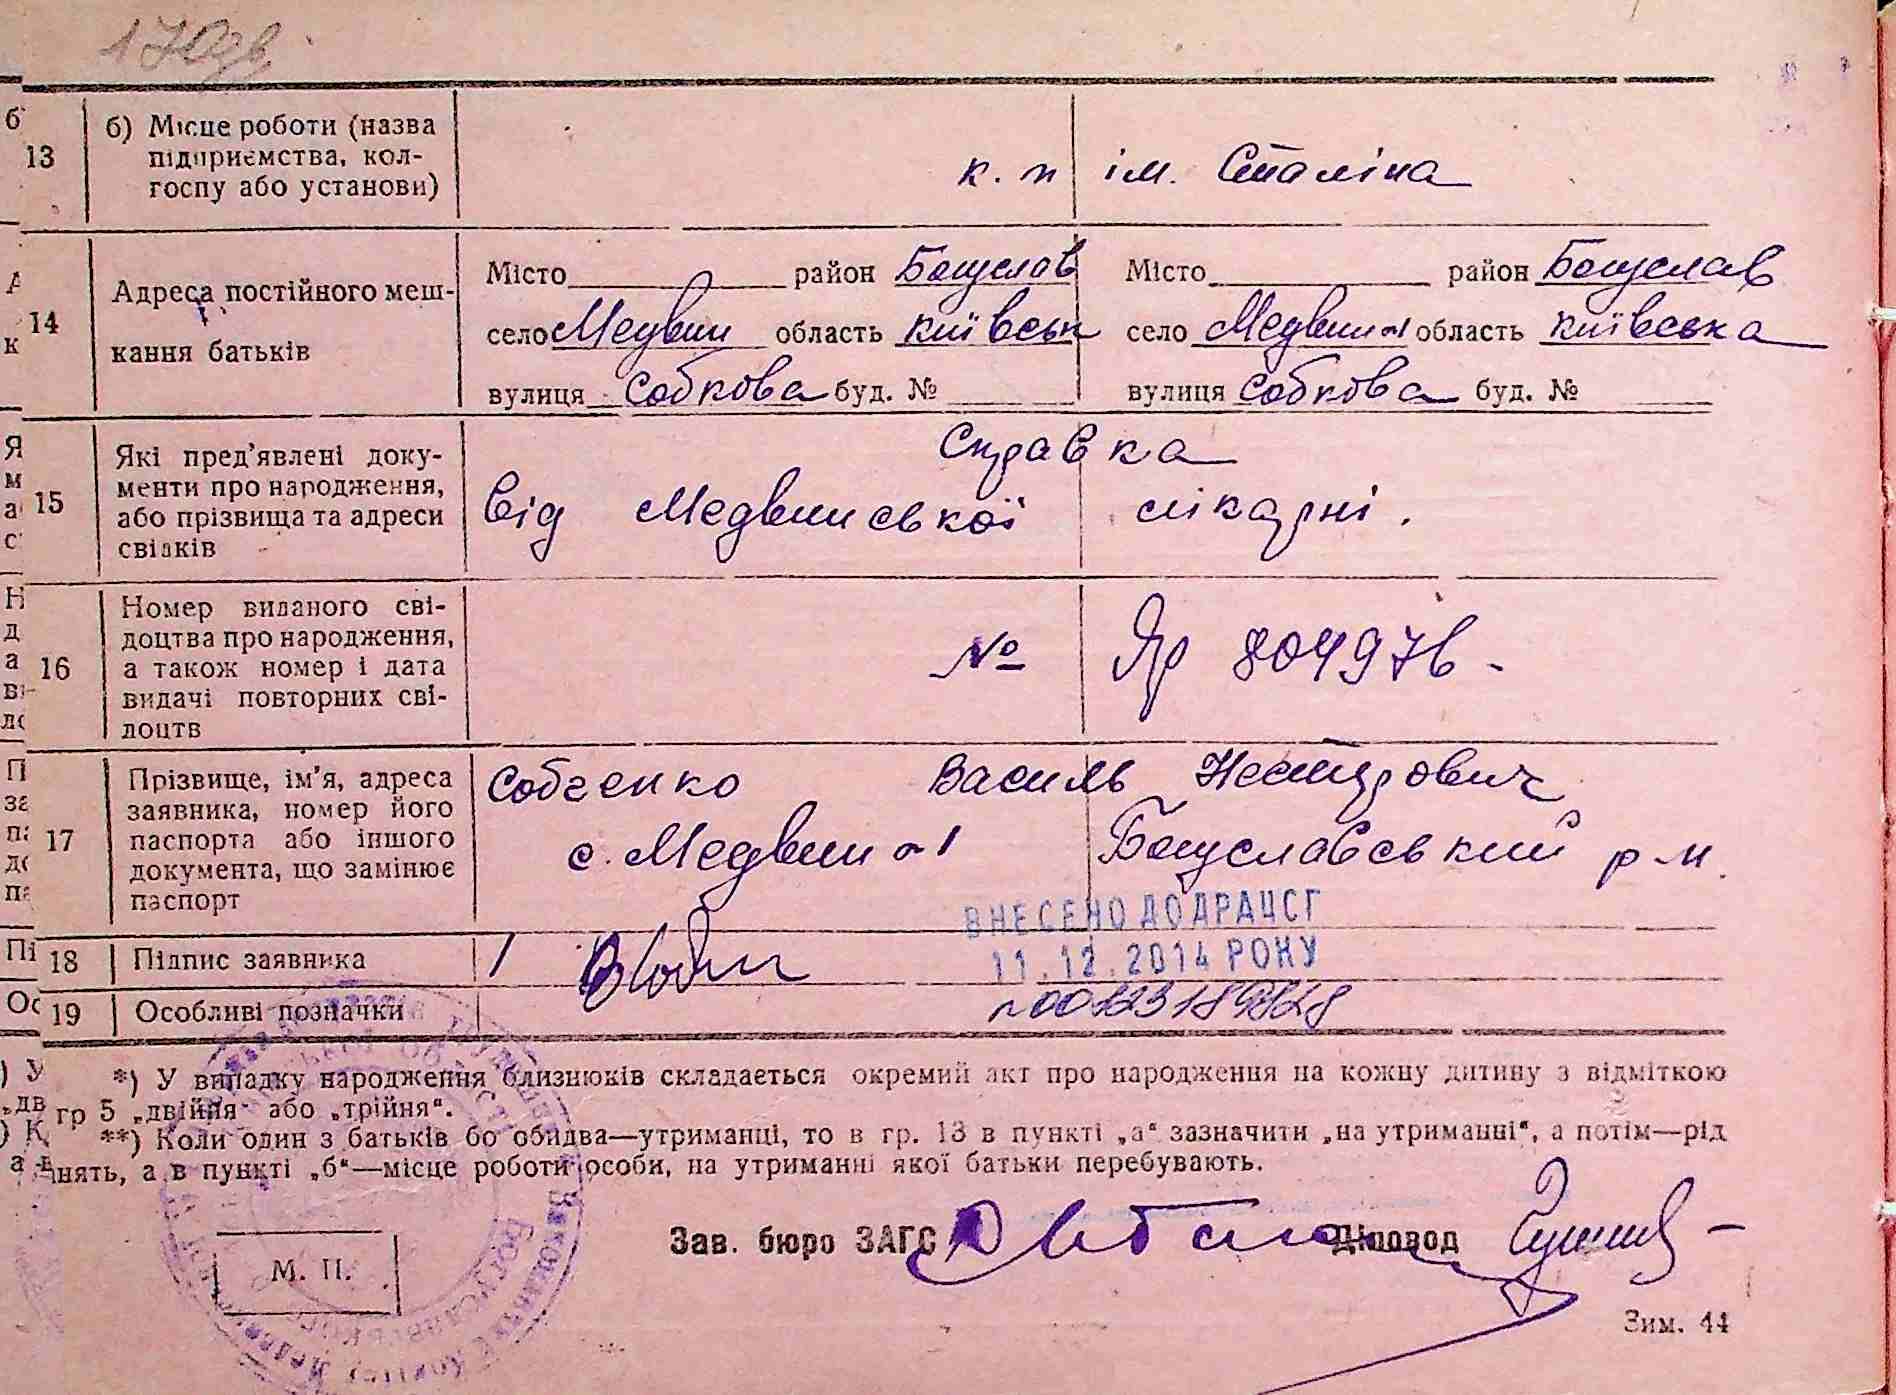 13 б) Місце роботи (назва
підприємства, кол-
госпу або установи)
к. п ім. Сталіна
14 Адреса постійного меш-
кання батьків
Місто район Богуслав Місто район Богуслав
село Медвин область Київськ село Медвин-1 область Київська
вулиця Собкова буд. № вулиця Собкова буд. №
15 Які пред'явлені доку-
менти про народження,
або прізвища та адреси
свідків
Справка
від Медвинської лікарні.
16 Номер виданого сві-
доцтва про народження,
а також номер і дата
видачі повторних сві-
доцтв
№ Яр 804976-
17 Прізвище, ім'я, адреса
заявника, номер його
паспорта або іншого
документа, що замінює
паспорт
Собченко Василь Нестерович
с. Медвин-1 Богуславський р-н.
ВНЕСЕНО ДО ДРАЦСГ
11.12.2014 РОКУ
18 Підпис заявника
19 Особливі позначки
*) У випадку народження близнюків складається окремий акт про народження на кожну дитину з відміткою
гр 5 „двійня" або „трійня".
**) Коли один з батьків бо обидва—утриманці, то в гр. 13 в пункті „а" зазначити „на утриманні", а потім—рід
нять, а в пункті „б"—місце роботи особи, на утриманні якої батьки перебувають.
Зав. бюро ЗАГС Діловод
М. П.
Зим. 44